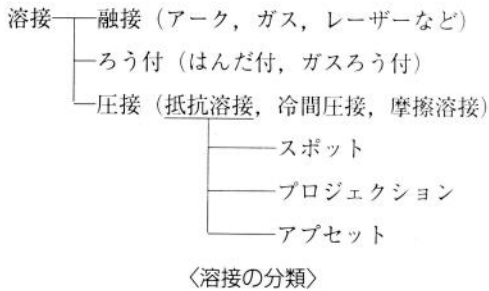 溶接 融接（アーク，ガス，レーザーなど）
ろう付（はんだ付，ガスろう付）
圧接（抵抗溶接，冷間圧接，摩擦溶接）
スポット
プロジェクション
アプセット
〈溶接の分類〉